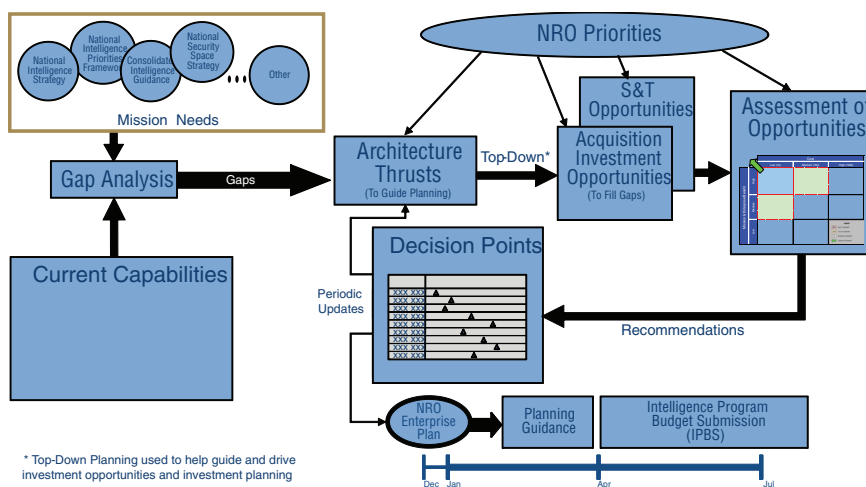 National
Intelligence
Strategy
National
Intelligence
Priorities
Framework
Consolidate
Intelligence
Guidance
National
Security
Space
Strategy
Other
Mission Needs
NRO Priorities
Gap Analysis
Gaps
Architecture
Thrusts
(To Guide Planning)
Top-Down*
S&T
Opportunities
Acquisition
Investment
Opportunities
(To Fill Gaps)
Assessment of
Opportunities
Current Capabilities
Periodic
Updates
Decision Points
XXX XXX
XXX XXX
XXX XXX
XXX XXX
XXX XXX
XXX XXX
XXX XXX
XXX XXX
XXX XXX
Recommendations
NRO
Enterprise
Plan
Planning
Guidance
Intelligence Program
Budget Submission
(IPBS)
Dec
Jan
Apr
Jul
* Top-Down Planning used to help guide and drive
investment opportunities and investment planning